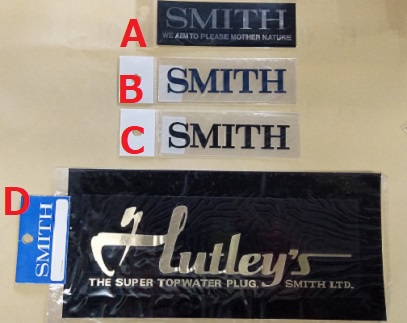 A
SMITH
WE AIM TO PLEASE MOTHER NATURE
B
SMITH
C
SMITH
D
SMITH
Hutley's
THE SUPER TOPWATER PLUG. SMITH LTD.